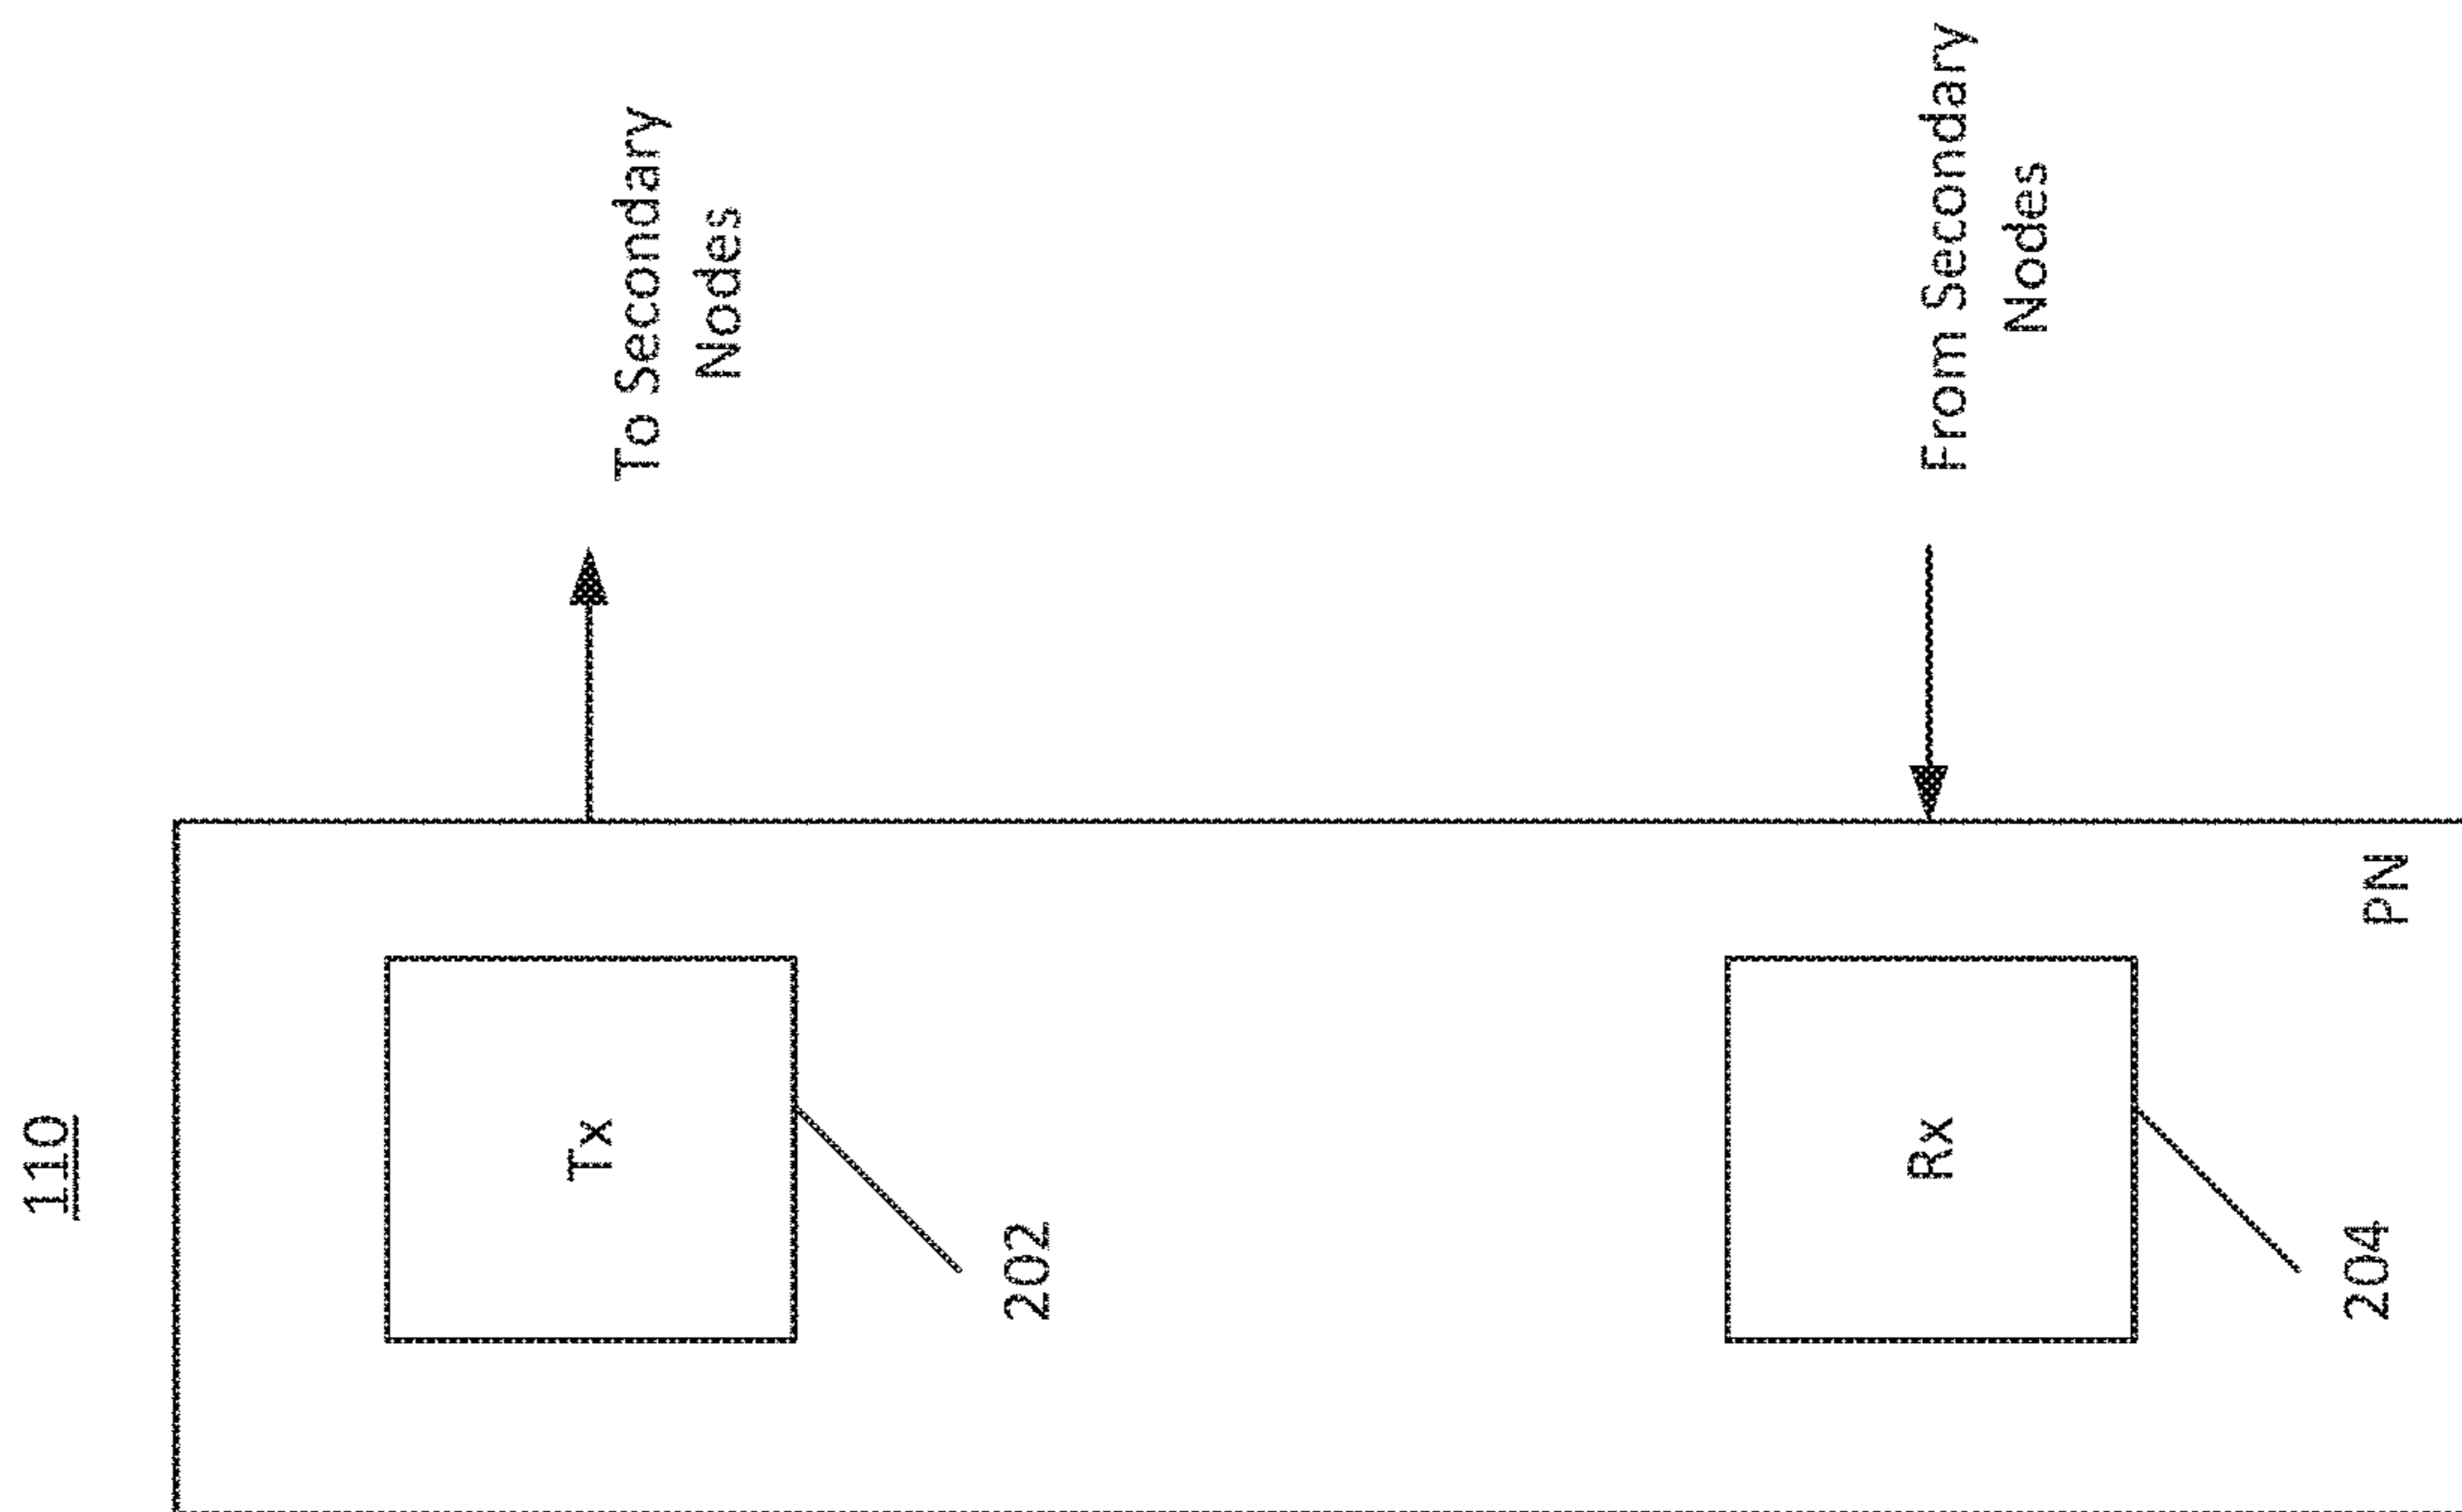 110
Tx
To Secondary
Nodes
202
Rx
From Secondary
Nodes
204
PN